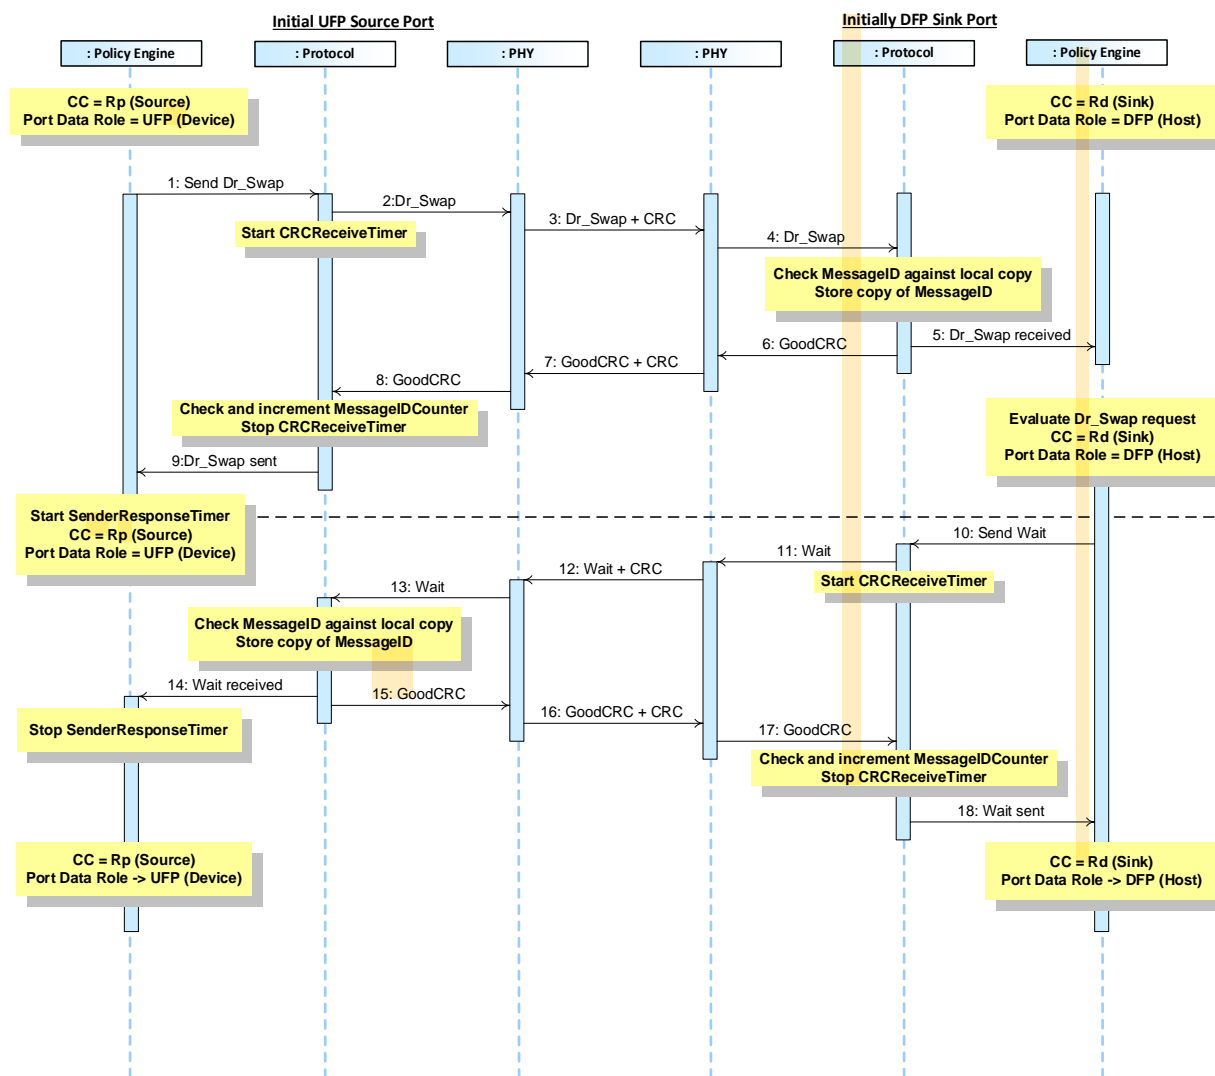 Initial UFP Source Port
Initially DFP Sink Port
: Policy Engine
: Protocol
: PHY
: PHY
: Protocol
: Policy Engine
CC = Rp (Source)
Port Data Role = UFP (Device)
CC = Rd (Sink)
Port Data Role = DFP (Host)
1: Send Dr_Swap
2:Dr_Swap
Start CRCReceiveTimer
3: Dr_Swap + CRC
4: Dr_Swap
Check MessageID against local copy
Store copy of MessageID
5: Dr_Swap received
6: GoodCRC
7: GoodCRC + CRC
8: GoodCRC
Check and increment MessageIDCounter
Stop CRCReceiveTimer
Evaluate Dr_Swap request
CC = Rd (Sink)
Port Data Role = DFP (Host)
9:Dr_Swap sent
Start SenderResponseTimer
CC = Rp (Source)
Port Data Role = UFP (Device)
10: Send Wait
11: Wait
Start CRCReceiveTimer
12: Wait + CRC
13: Wait
Check MessageID against local copy
Store copy of MessageID
14: Wait received
15: GoodCRC
Stop SenderResponseTimer
16: GoodCRC + CRC
17: GoodCRC
Check and increment MessageIDCounter
Stop CRCReceiveTimer
18: Wait sent
CC = Rp (Source)
Port Data Role -> UFP (Device)
CC = Rd (Sink)
Port Data Role -> DFP (Host)